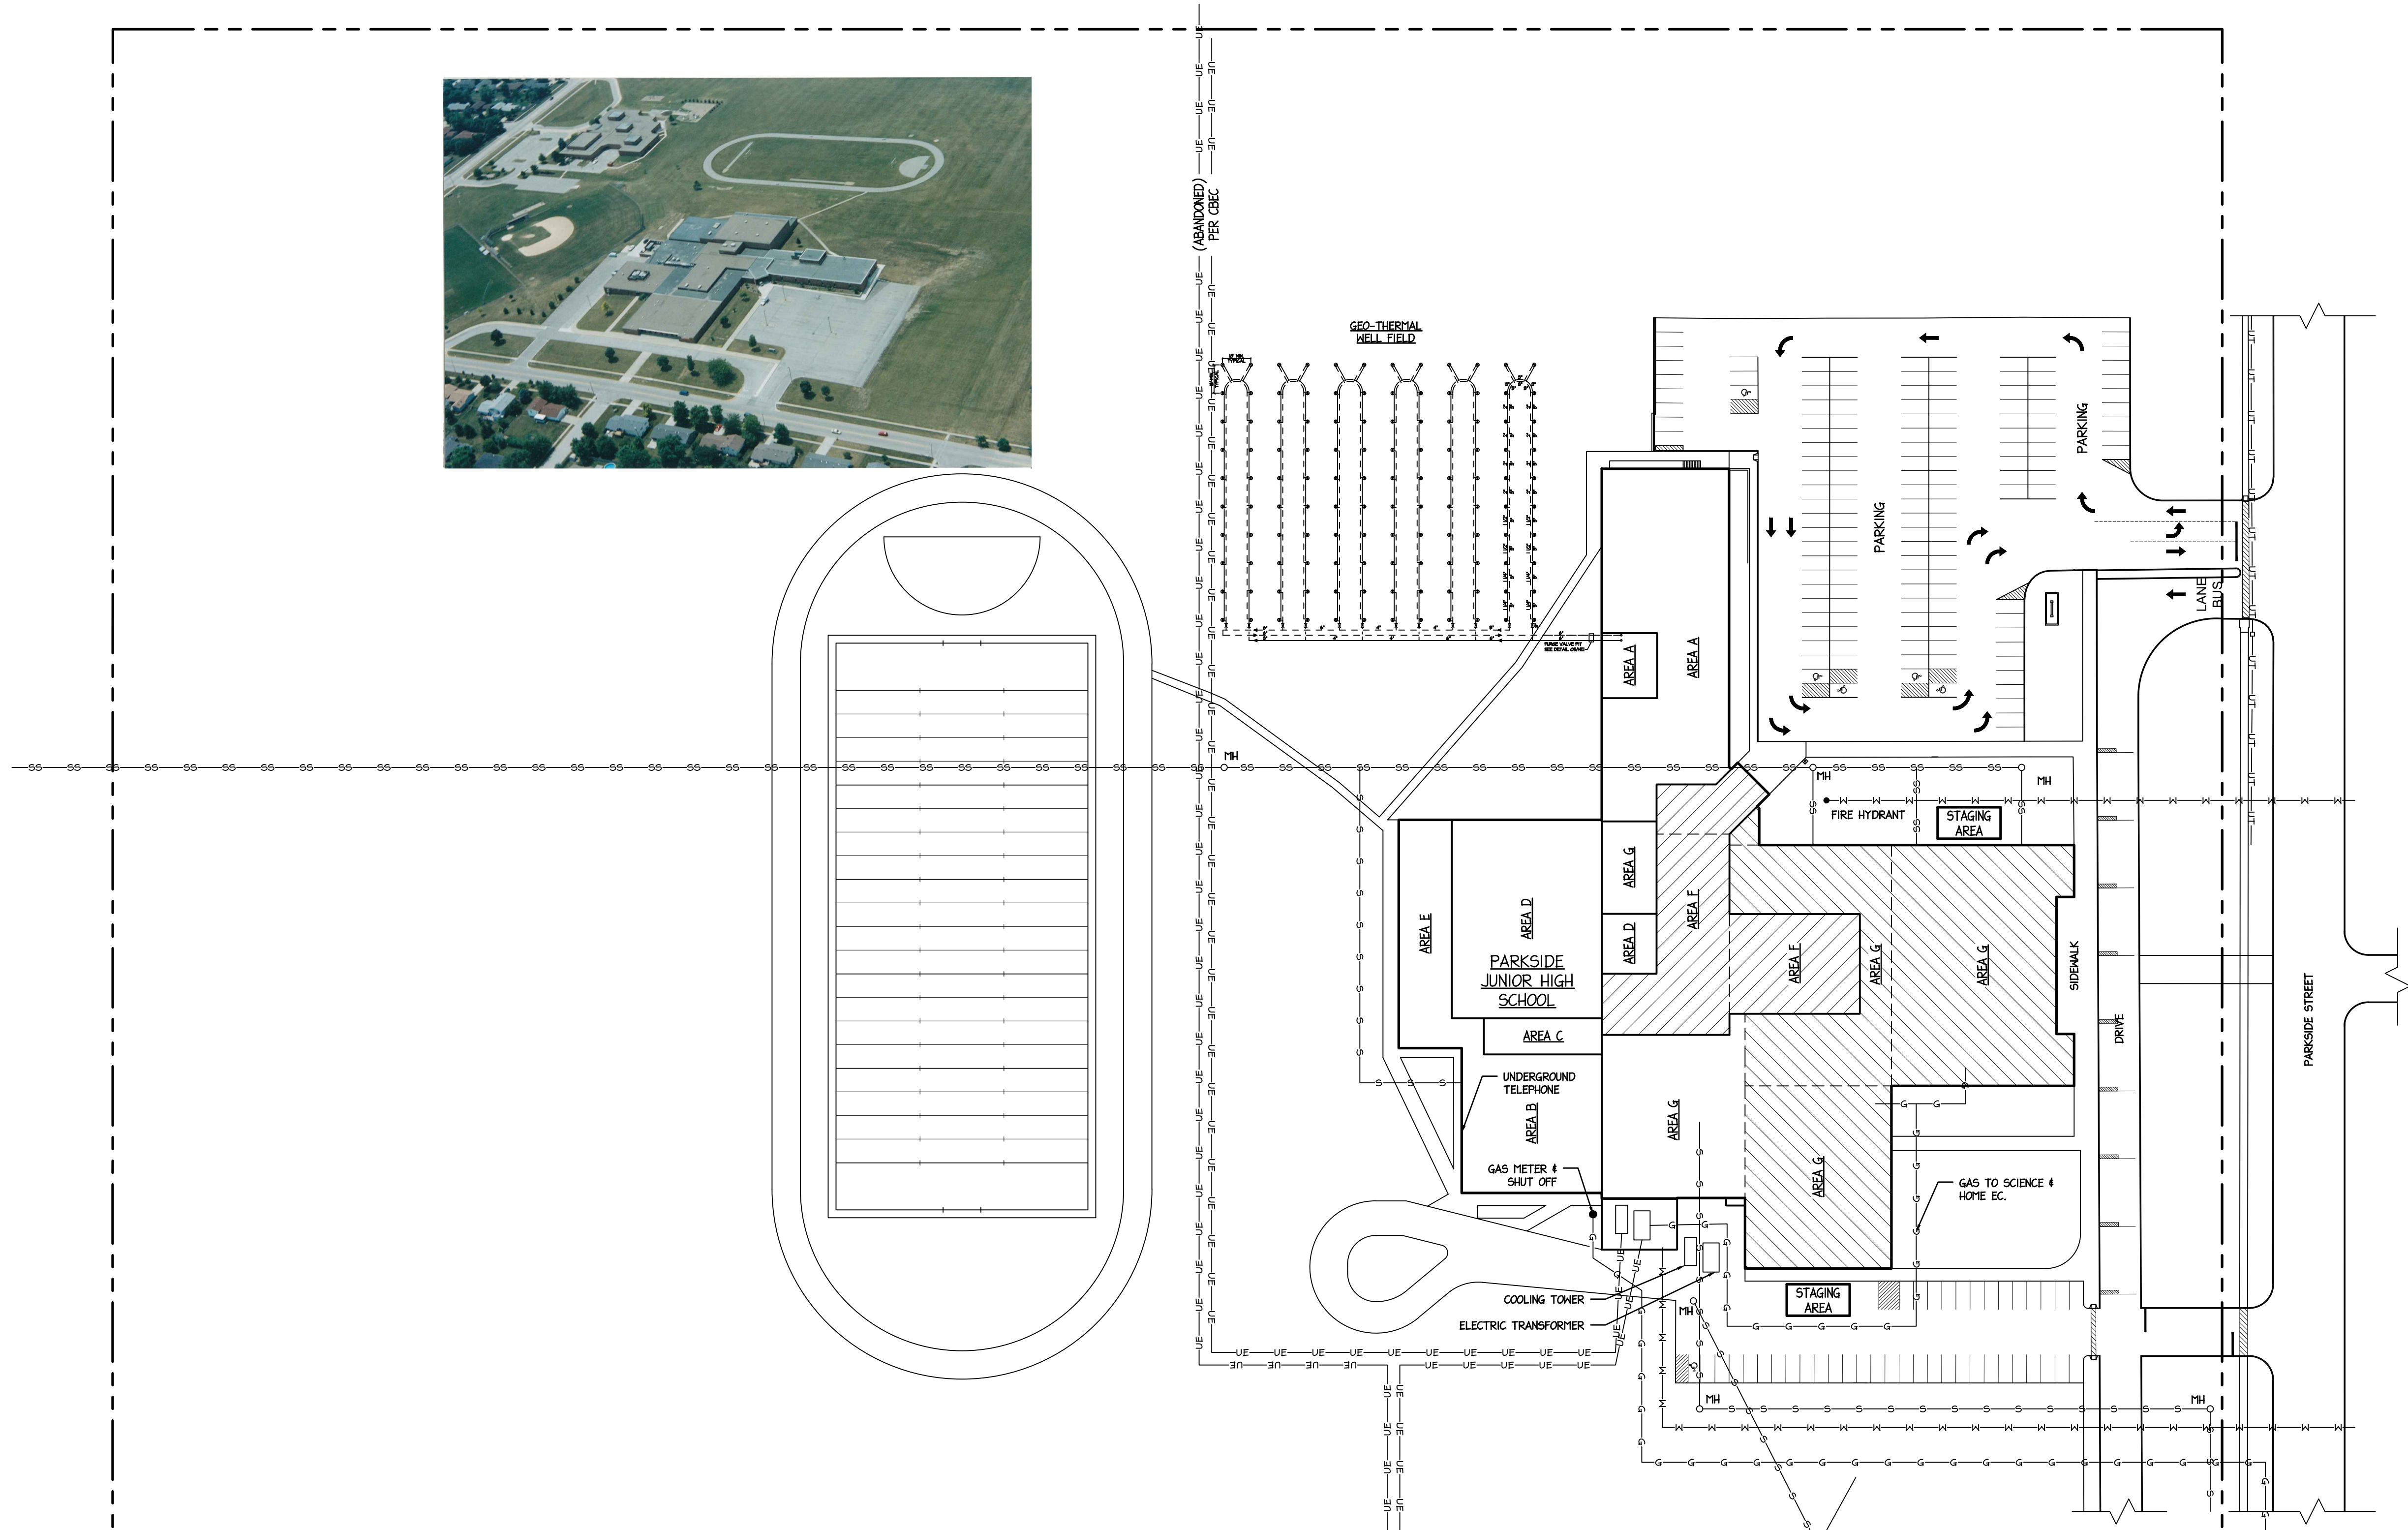 (ABANDONED)
PER CBEC
GEO-THERMAL
WELL FIELD
PURGE VALVE PIT
PARKING
PARKING
LANE
BUS
AREA A
AREA A
MH
MH
MH
FIRE HYDRANT
STAGING
AREA
AREA E
AREA D
AREA G
AREA D
AREA F
AREA F
AREA G
AREA G
SIDEWALK
DRIVE
PARKSIDE STREET
PARKSIDE
JUNIOR HIGH
SCHOOL
AREA C
UNDERGROUND
TELEPHONE
AREA B
AREA G
AREA G
GAS METER &
SHUT OFF
GAS TO SCIENCE &
HOME EC.
COOLING TOWER
ELECTRIC TRANSFORMER
STAGING
AREA
MH
MH
MH